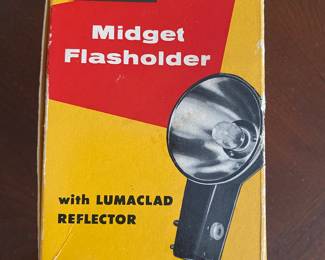 Midget
Flasholder
with LUMACLAD
REFLECTOR